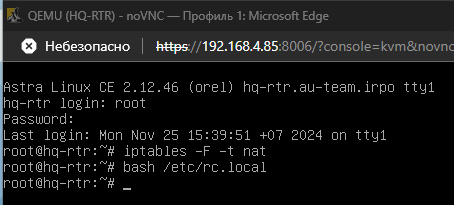 QEMU (HQ-RTR) - noVNC — Профиль 1: Microsoft Edge
Небезопасно https://192.168.4.85:8006/?console=kvm&novn
Astra Linux CE 2.12.46 (orel) hq-rtr.au-team.irpo tty1
hq-rtr login: root
Password:
Last login: Mon Nov 25 15:39:51 +07 2024 on tty1
root@hq-rtr:~# iptables -F -t nat
root@hq-rtr:~# bash /etc/rc.local
root@hq-rtr:~# _